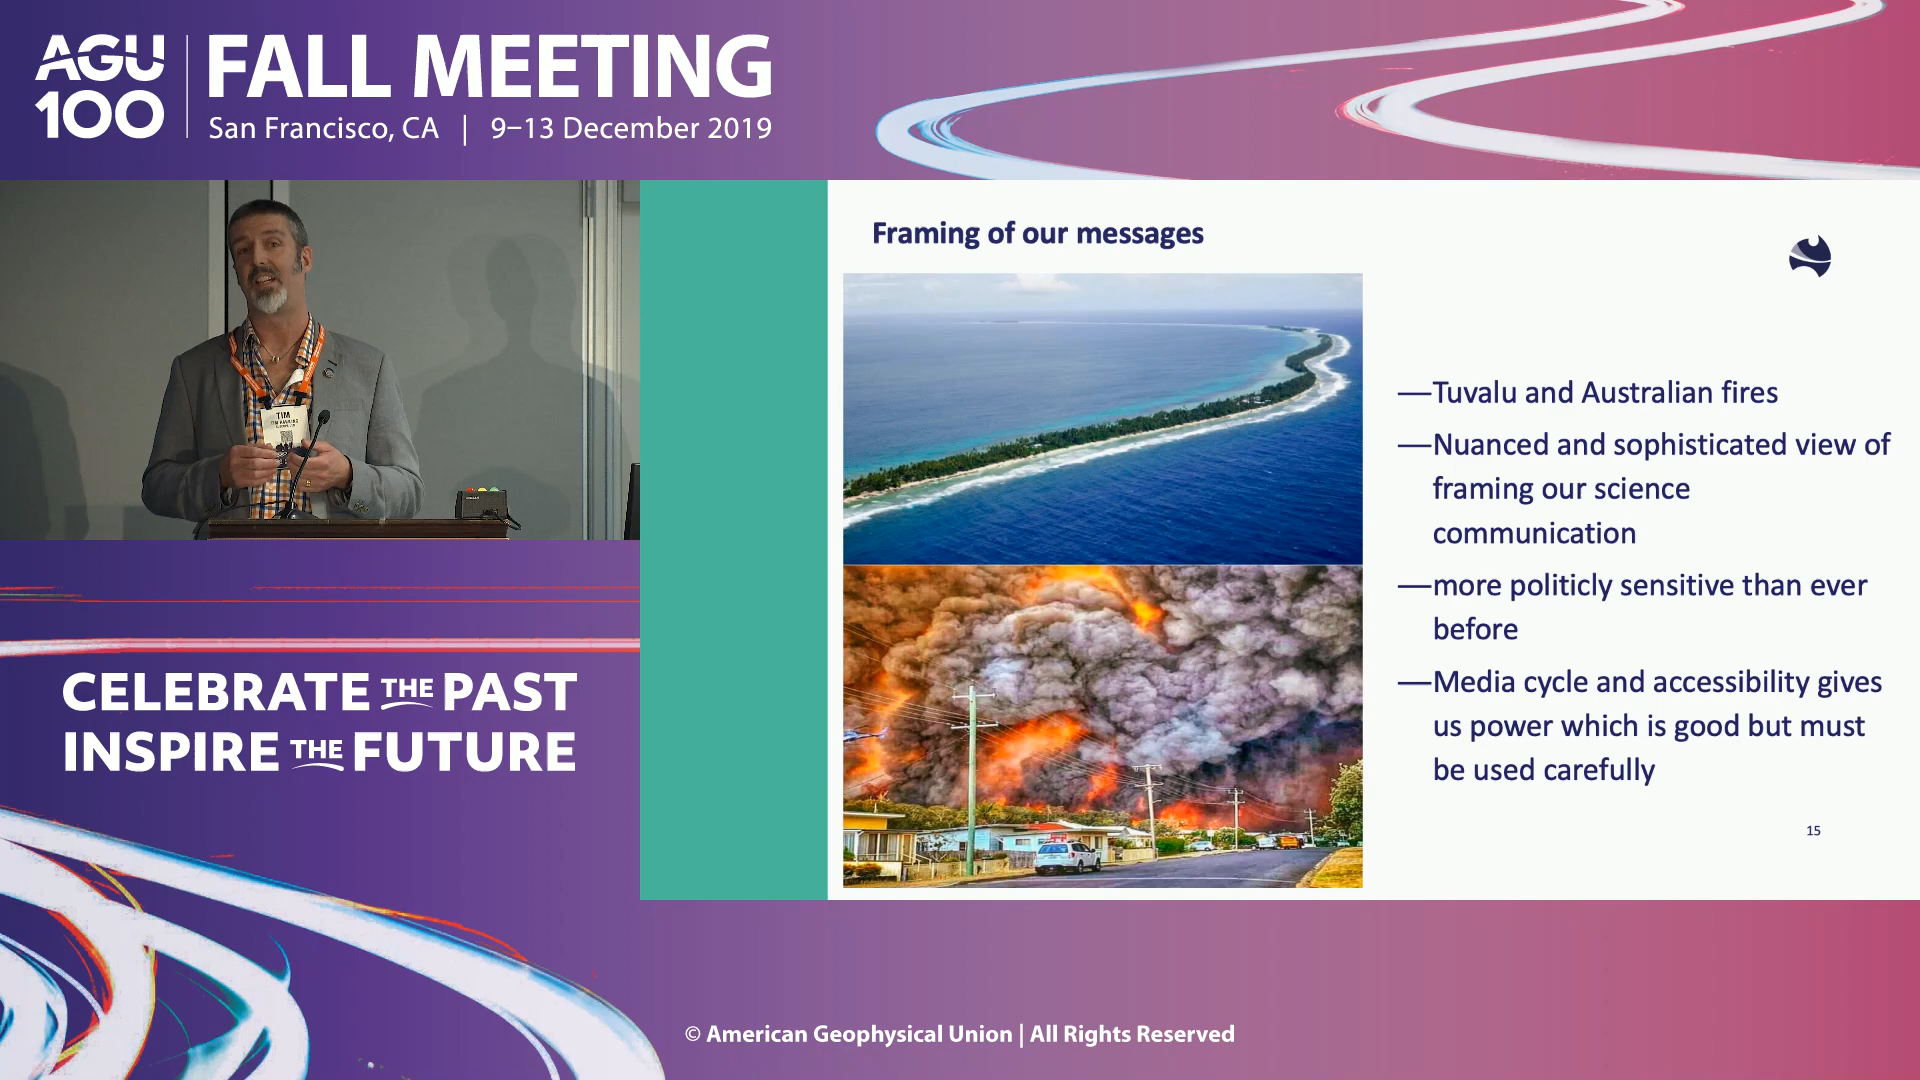 AGU
100
FALL MEETING
San Francisco, CA | 9–13 December 2019
TIM
Framing of our messages
—Tuvalu and Australian fires
—Nuanced and sophisticated view of
framing our science
communication
—more politicly sensitive than ever
before
—Media cycle and accessibility gives
us power which is good but must
be used carefully
15
CELEBRATE THE PAST
INSPIRE THE FUTURE
© American Geophysical Union | All Rights Reserved